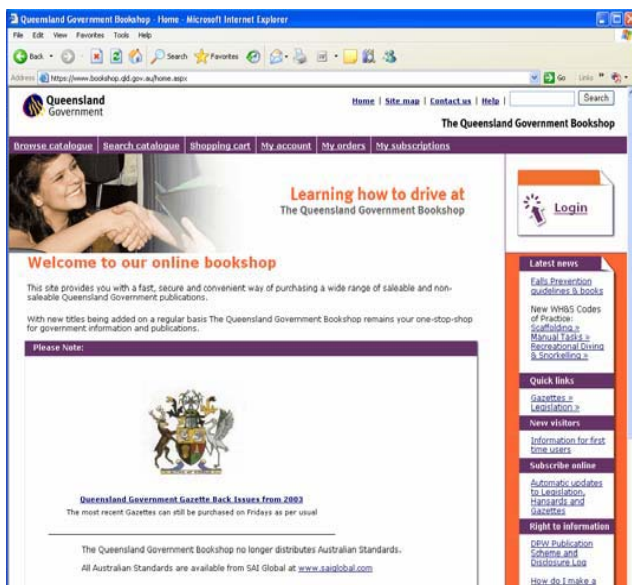 Queensland Government Bookshop - Home - Microsoft Internet Explorer
File Edit View Favorites Tools Help
Back Search Favorites
Address https://www.bookshop.qld.gov.au/home.aspx Go Links »
Queensland
Government
Home | Site map | Contact us | Help | Search
The Queensland Government Bookshop
Browse catalogue Search catalogue Shopping cart My account My orders My subscriptions
Learning how to drive at
The Queensland Government Bookshop
Login
Welcome to our online bookshop
This site provides you with a fast, secure and convenient way of purchasing a wide range of saleable and non-
saleable Queensland Government publications.
With new titles being added on a regular basis The Queensland Government Bookshop remains your one-stop-shop
for government information and publications.
Please Note:
Queensland Government Gazette Back Issues from 2003
The most recent Gazettes can still be purchased on Fridays as per usual
The Queensland Government Bookshop no longer distributes Australian Standards.
All Australian Standards are available from SAI Global at www.saiglobal.com
Latest news
Falls Prevention
guidelines & books
New WH&S Codes
of Practice:
Scaffolding »
Manual Tasks »
Recreational Diving
& Snorkelling »
Quick links
Gazettes »
Legislation »
New visitors
Information for first
time users
Subscribe online
Automatic updates
to Legislation,
Hansards and
Gazettes
Right to information
DPW Publication
Scheme and
Disclosure Log
How do I make a